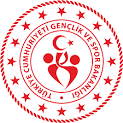 TÜRKİYE CUMHURİYETİ GENÇLİK VE SPOR BAKANLIĞI